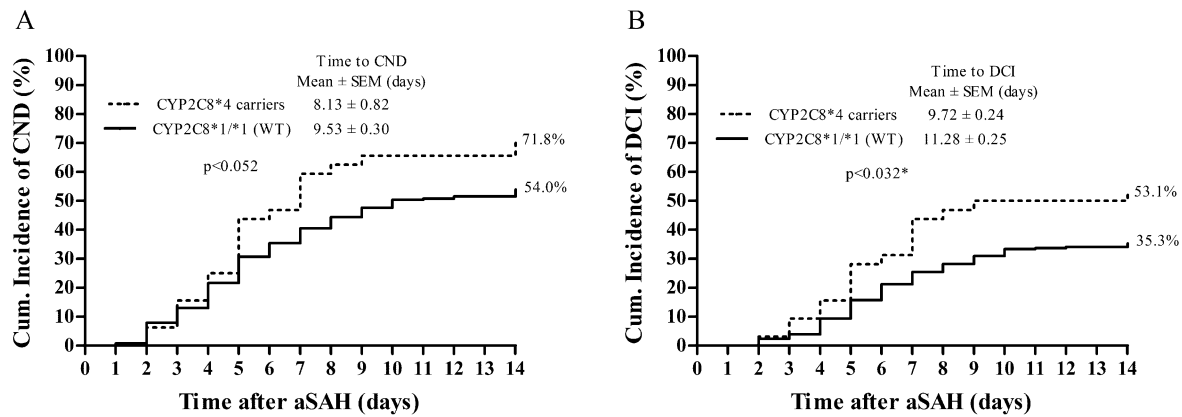 A
Cum. Incidence of CND (%)
100
90
80
70
60
50
40
30
20
10
0
Time to CND
Mean ± SEM (days)
CYP2C8*4 carriers 8.13 ± 0.82
CYP2C8*1/*1 (WT) 9.53 ± 0.30
p<0.052
71.8%
54.0%
0 1 2 3 4 5 6 7 8 9 10 11 12 13 14
Time after aSAH (days)
B
Cum. Incidence of DCI (%)
100
90
80
70
60
50
40
30
20
10
0
Time to DCI
Mean ± SEM (days)
CYP2C8*4 carriers 9.72 ± 0.24
CYP2C8*1/*1 (WT) 11.28 ± 0.25
p<0.032*
53.1%
35.3%
0 1 2 3 4 5 6 7 8 9 10 11 12 13 14
Time after aSAH (days)